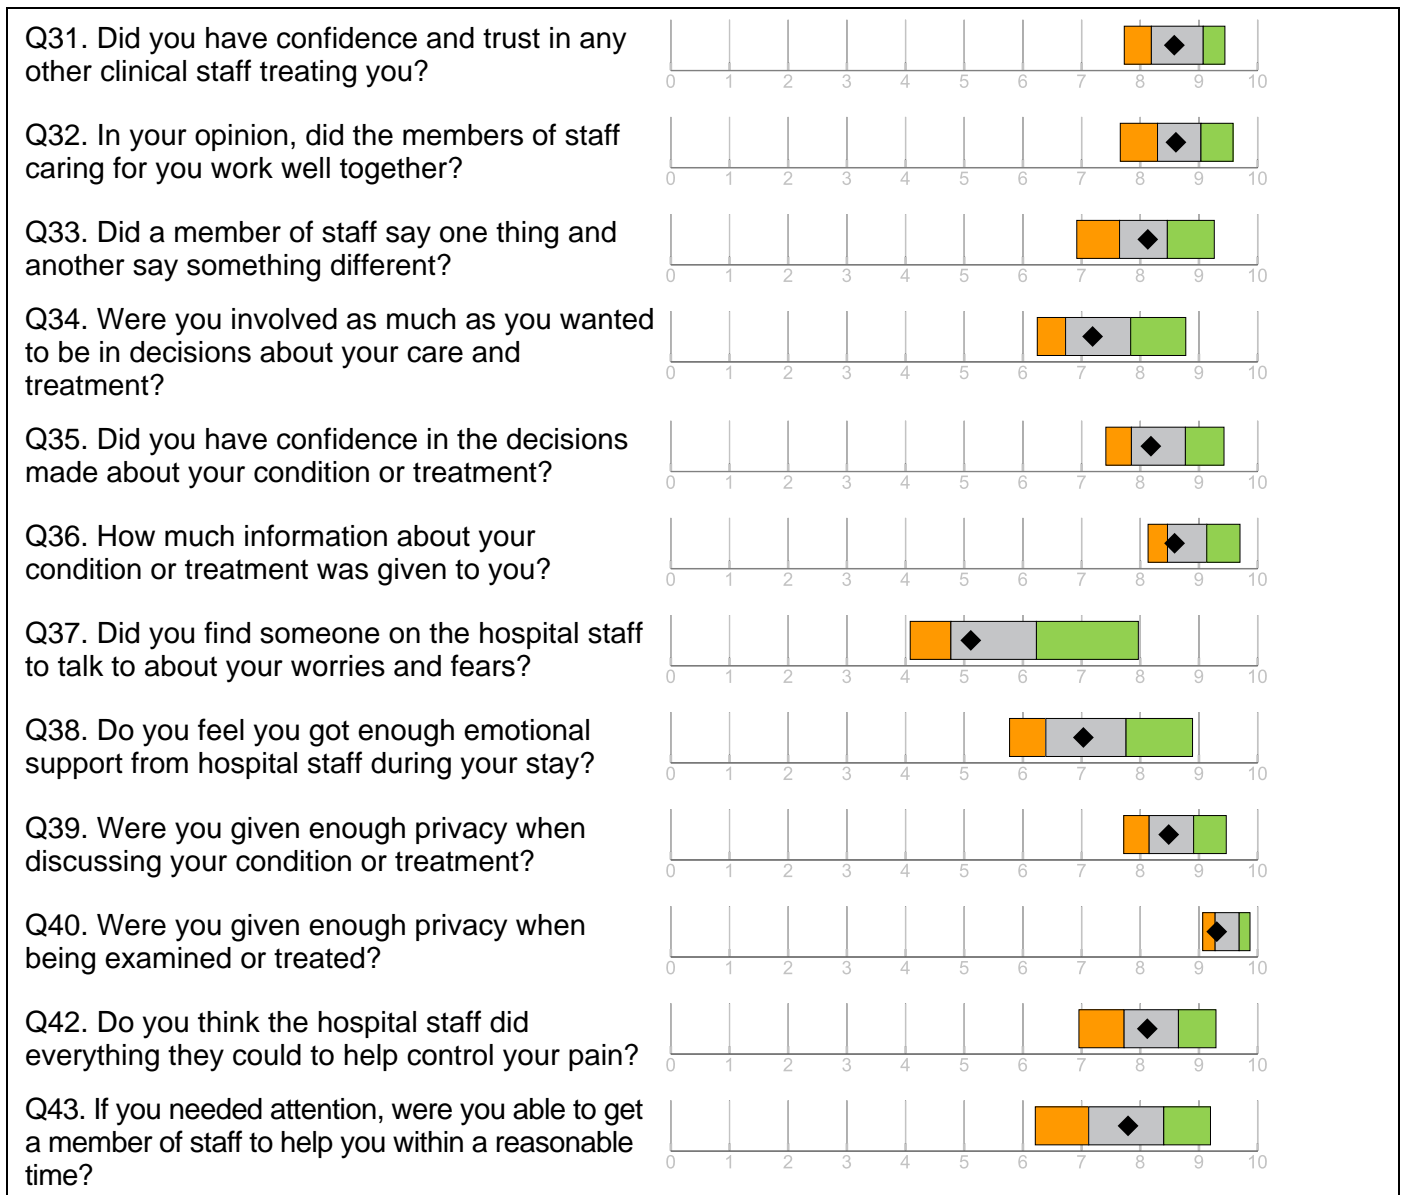 Q31. Did you have confidence and trust in any
other clinical staff treating you?
0 1 2 3 4 5 6 7 8 9 10
Q32. In your opinion, did the members of staff
caring for you work well together?
0 1 2 3 4 5 6 7 8 9 10
Q33. Did a member of staff say one thing and
another say something different?
0 1 2 3 4 5 6 7 8 9 10
Q34. Were you involved as much as you wanted
to be in decisions about your care and
treatment?
0 1 2 3 4 5 6 7 8 9 10
Q35. Did you have confidence in the decisions
made about your condition or treatment?
0 1 2 3 4 5 6 7 8 9 10
Q36. How much information about your
condition or treatment was given to you?
0 1 2 3 4 5 6 7 8 9 10
Q37. Did you find someone on the hospital staff
to talk to about your worries and fears?
0 1 2 3 4 5 6 7 8 9 10
Q38. Do you feel you got enough emotional
support from hospital staff during your stay?
0 1 2 3 4 5 6 7 8 9 10
Q39. Were you given enough privacy when
discussing your condition or treatment?
0 1 2 3 4 5 6 7 8 9 10
Q40. Were you given enough privacy when
being examined or treated?
0 1 2 3 4 5 6 7 8 9 10
Q42. Do you think the hospital staff did
everything they could to help control your pain?
0 1 2 3 4 5 6 7 8 9 10
Q43. If you needed attention, were you able to get
a member of staff to help you within a reasonable
time?
0 1 2 3 4 5 6 7 8 9 10